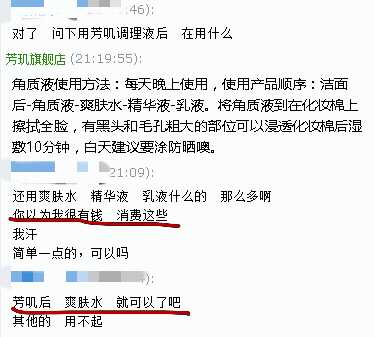 :46):
对了  问下用芳玑调理液后  在用什么
芳玑旗舰店 (21:19:55):
角质液使用方法：每天晚上使用，使用产品顺序：洁面
后-角质液-爽肤水-精华液-乳液。将角质液到在化妆棉上
擦拭全脸，有黑头和毛孔粗大的部位可以浸透化妆棉后湿
敷10分钟，白天建议要涂防晒噢。
21:09):
还用爽肤水  精华液  乳液什么的  那么多啊
你以为我很有钱  消费这些
我汗
简单一点的，可以吗
):
芳叽后  爽肤水  就可以了吧
其他的  用不起